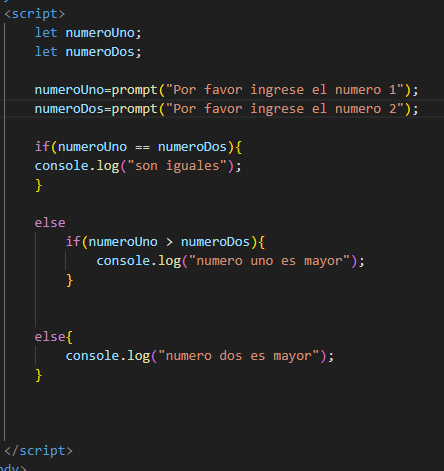 <script>
let numeroUno;
let numeroDos;
numeroUno=prompt("Por favor ingrese el numero 1");
numeroDos=prompt("Por favor ingrese el numero 2");
if(numeroUno == numeroDos){
console.log("son iguales");
}
else
if(numeroUno > numeroDos){
console.log("numero uno es mayor");
}
else{
console.log("numero dos es mayor");
}
</script>